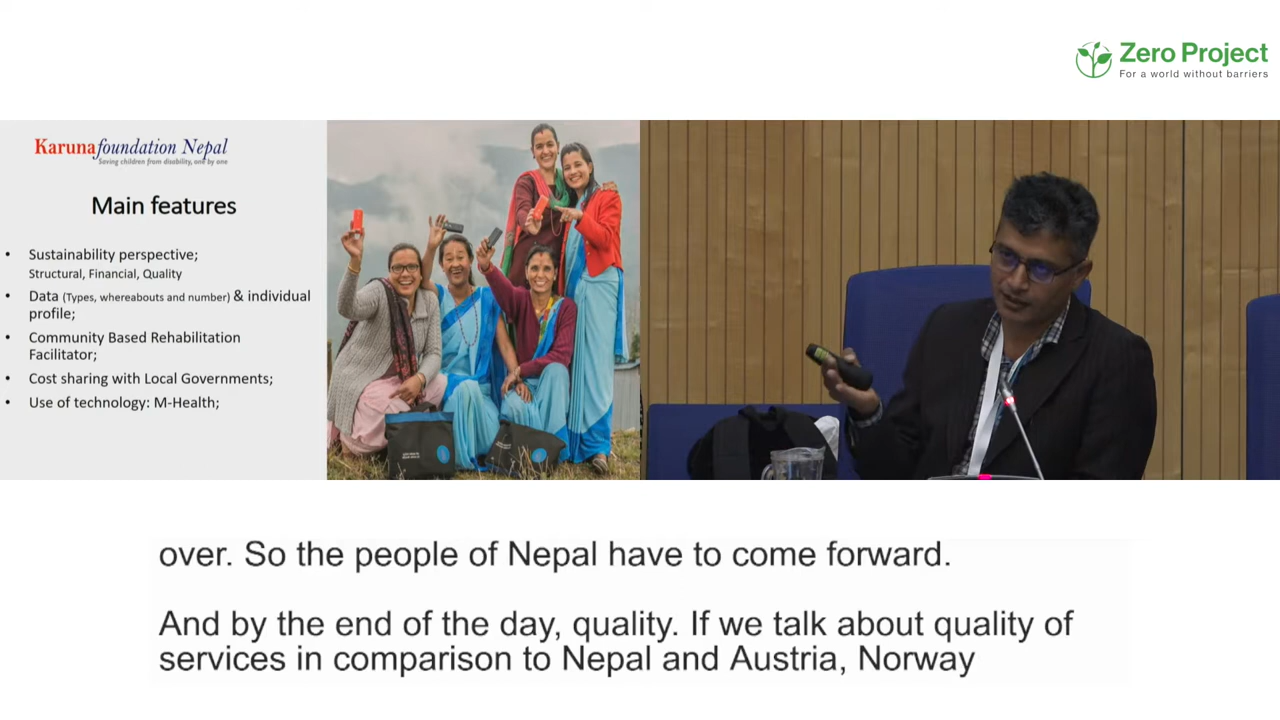 Zero Project
For a world without barriers
Karunafoundation Nepal
Saving children from disability, one by one
Main features
• Sustainability perspective;
Structural, Financial, Quality
• Data (Types, whereabouts and number) & individual
profile;
• Community Based Rehabilitation
Facilitator;
• Cost sharing with Local Governments;
• Use of technology: M-Health;
over. So the people of Nepal have to come forward.
And by the end of the day, quality. If we talk about quality of
services in comparison to Nepal and Austria, Norway